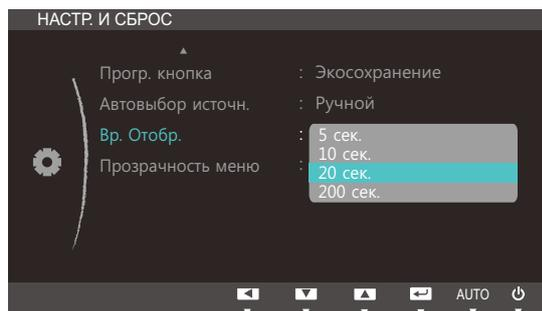 НАСТР. И СБРОС
Прогр. кнопка : Экосохранение
Автовыбор источн. : Ручной
Вр. Отобр. : 5 сек.
10 сек.
20 сек.
Прозрачность меню :
200 сек.
AUTO